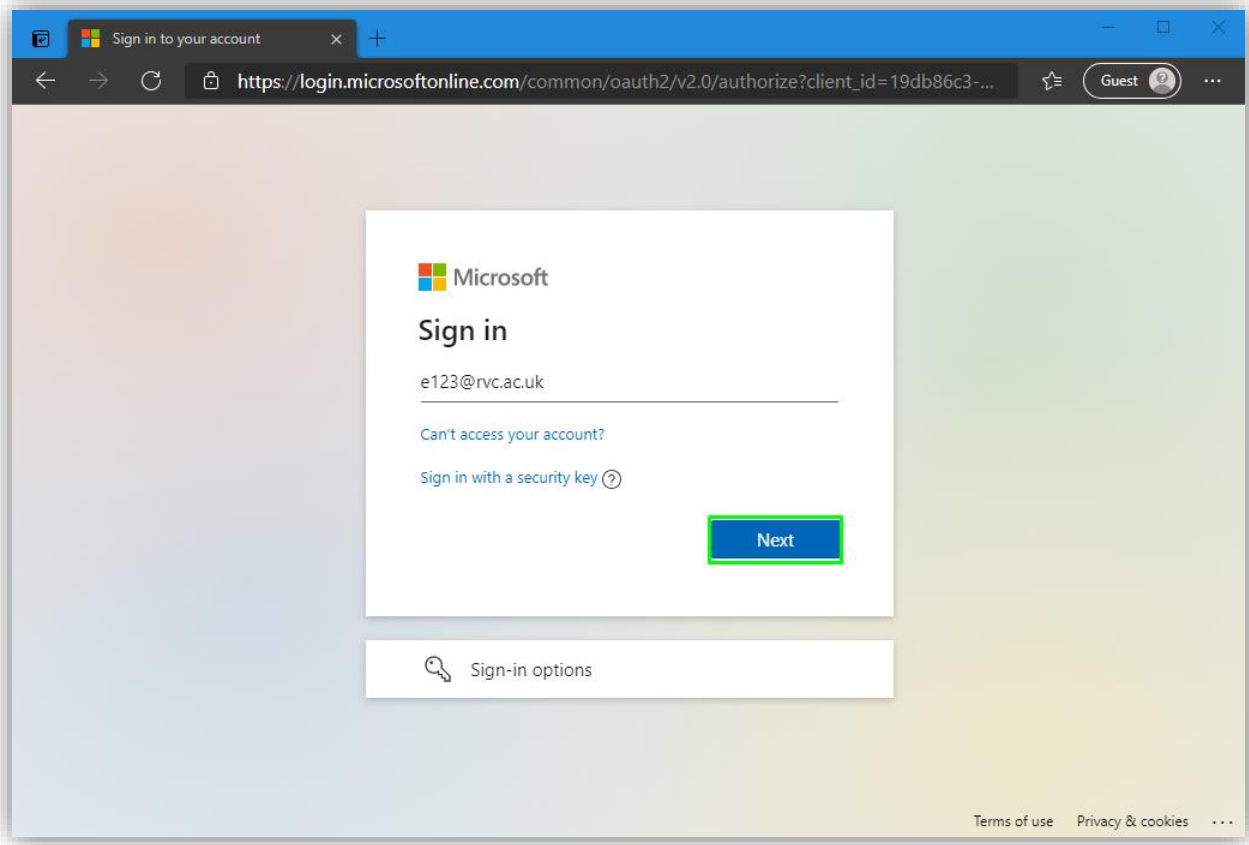 Sign in to your account
https://login.microsoftonline.com/common/oauth2/v2.0/authorize?client_id=19db86c3-...
Guest
Microsoft
Sign in
e123@rvc.ac.uk
Can't access your account?
Sign in with a security key
Next
Sign-in options
Terms of use Privacy & cookies ...